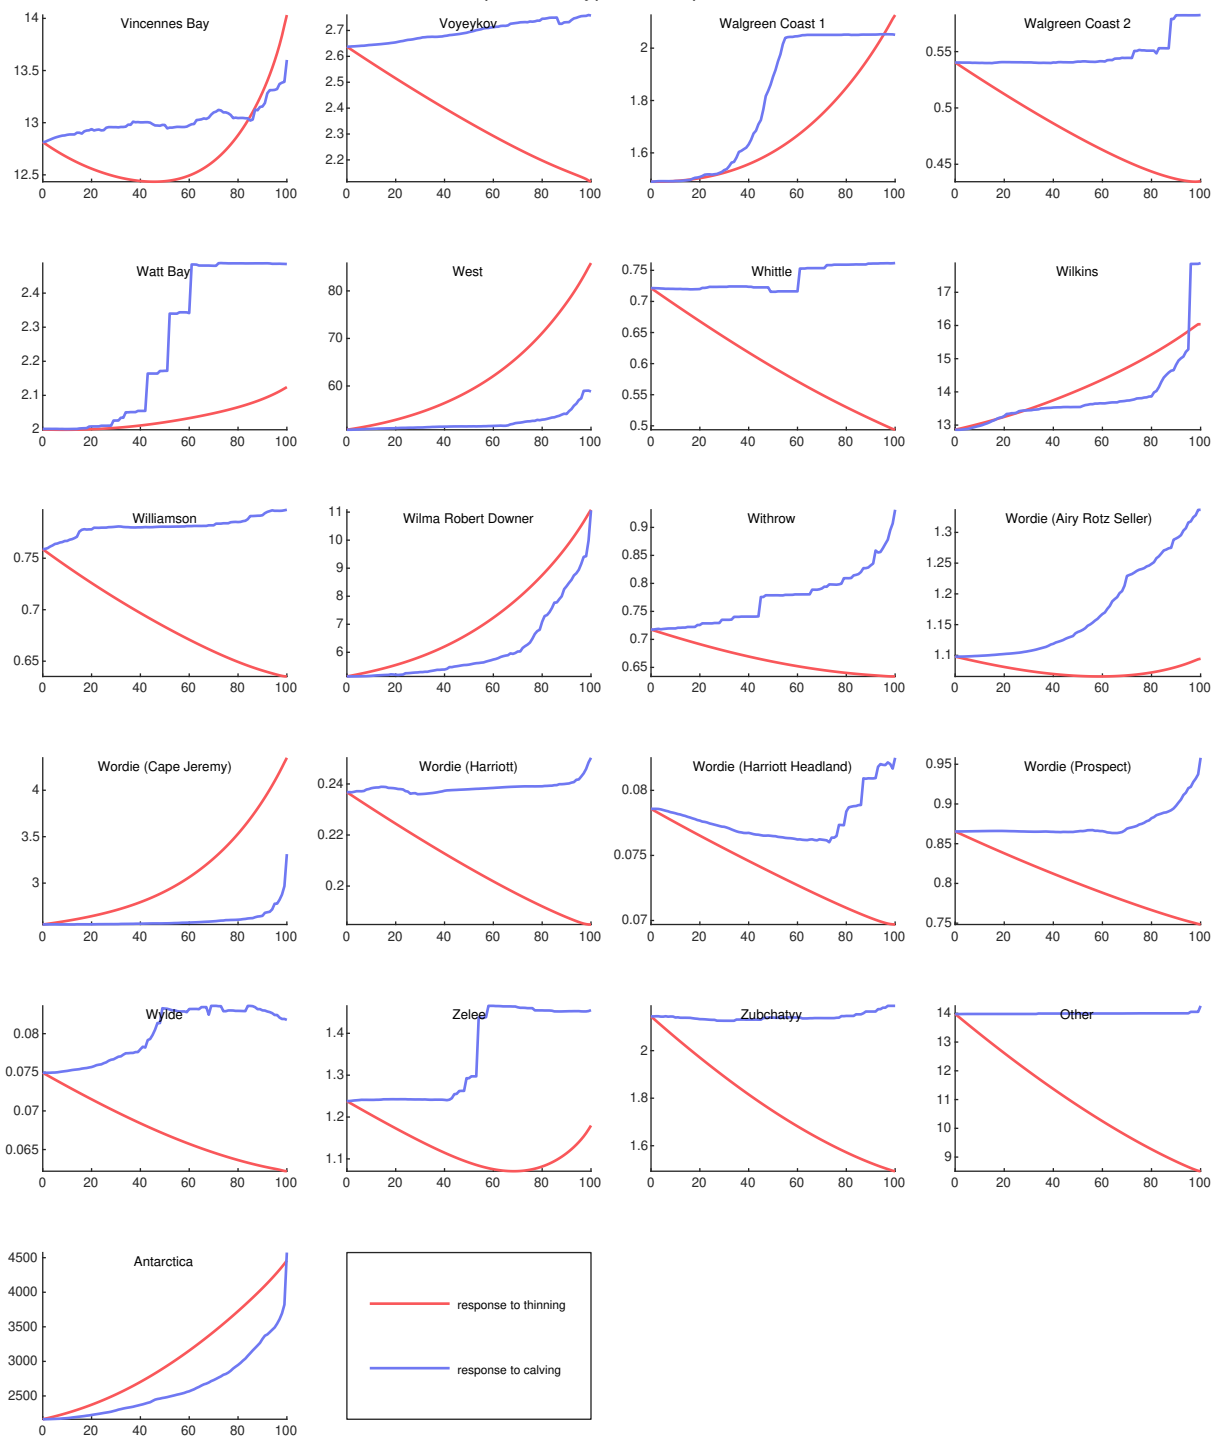 Vincennes Bay
14
13.5
13
12.5
0 20 40 60 80 100
Voyeykov
2.7
2.6
2.5
2.4
2.3
2.2
0 20 40 60 80 100
Walgreen Coast 1
2
1.8
1.6
0 20 40 60 80 100
Walgreen Coast 2
0.55
0.5
0.45
0 20 40 60 80 100
Watt Bay
2.4
2.3
2.2
2.1
2
0 20 40 60 80 100
West
80
70
60
0 20 40 60 80 100
Whittle
0.75
0.7
0.65
0.6
0.55
0.5
0 20 40 60 80 100
Wilkins
17
16
15
14
13
0 20 40 60 80 100
Williamson
0.75
0.7
0.65
0 20 40 60 80 100
Wilma Robert Downer
11
10
9
8
7
6
0 20 40 60 80 100
Withrow
0.9
0.85
0.8
0.75
0.7
0.65
0 20 40 60 80 100
Wordie (Airy Rotz Seller)
1.3
1.25
1.2
1.15
1.1
0 20 40 60 80 100
Wordie (Cape Jeremy)
4
3.5
3
0 20 40 60 80 100
Wordie (Harriott)
0.24
0.22
0.2
0 20 40 60 80 100
Wordie (Harriott Headland)
0.08
0.075
0.07
0 20 40 60 80 100
Wordie (Prospect)
0.95
0.9
0.85
0.8
0.75
0 20 40 60 80 100
Wylde
0.08
0.075
0.07
0.065
0 20 40 60 80 100
Zelee
1.4
1.3
1.2
1.1
0 20 40 60 80 100
Zubchatyy
2
1.8
1.6
0 20 40 60 80 100
Other
14
13
12
11
10
9
0 20 40 60 80 100
Antarctica
4500
4000
3500
3000
2500
0 20 40 60 80 100
response to thinning
response to calving